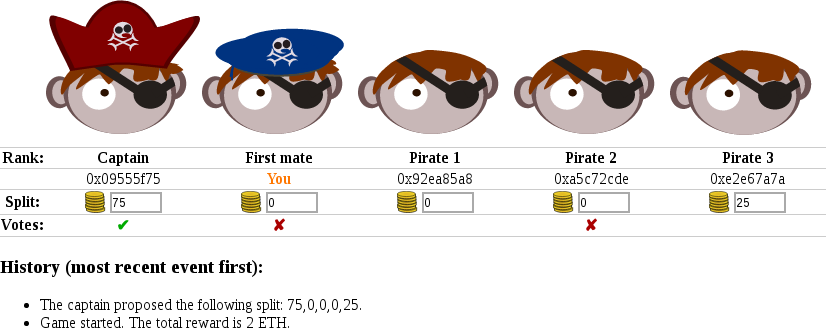 Rank: Captain First mate Pirate 1 Pirate 2 Pirate 3
0x09555f75 You 0x92ea85a8 0xa5c72cde 0xe2e67a7a
Split: 75 0 0 0 25
Votes: ✔ ✘ ✘
History (most recent event first):
• The captain proposed the following split: 75,0,0,0,25.
• Game started. The total reward is 2 ETH.